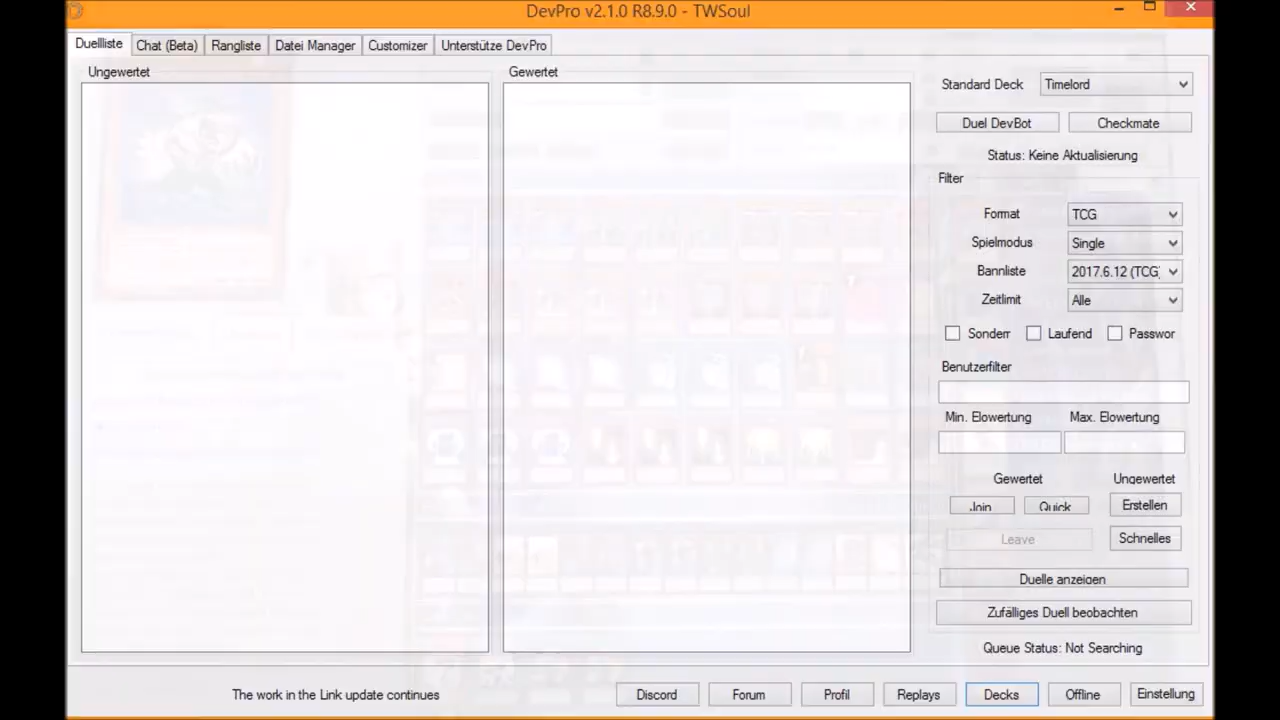 DevPro v2.1.0 R8.9.0 - TWSoul
Duellliste Chat (Beta) Rangliste Datei Manager Customizer Unterstütze DevPro
Ungewertet Gewertet
Standard Deck Timelord
Duel DevBot Checkmate
Status: Keine Aktualisierung
Filter
Format TCG
Spielmodus Single
Bannliste 2017.6.12 (TCG)
Zeitlimit Alle
Sonderr Laufend Passwor
Benutzerfilter
Min. Elowertung Max. Elowertung
Gewertet Ungewertet
Join Quick Erstellen
Leave Schnelles
Duelle anzeigen
Zufälliges Duell beobachten
Queue Status: Not Searching
The work in the Link update continues Discord Forum Profil Replays Decks Offline Einstellung